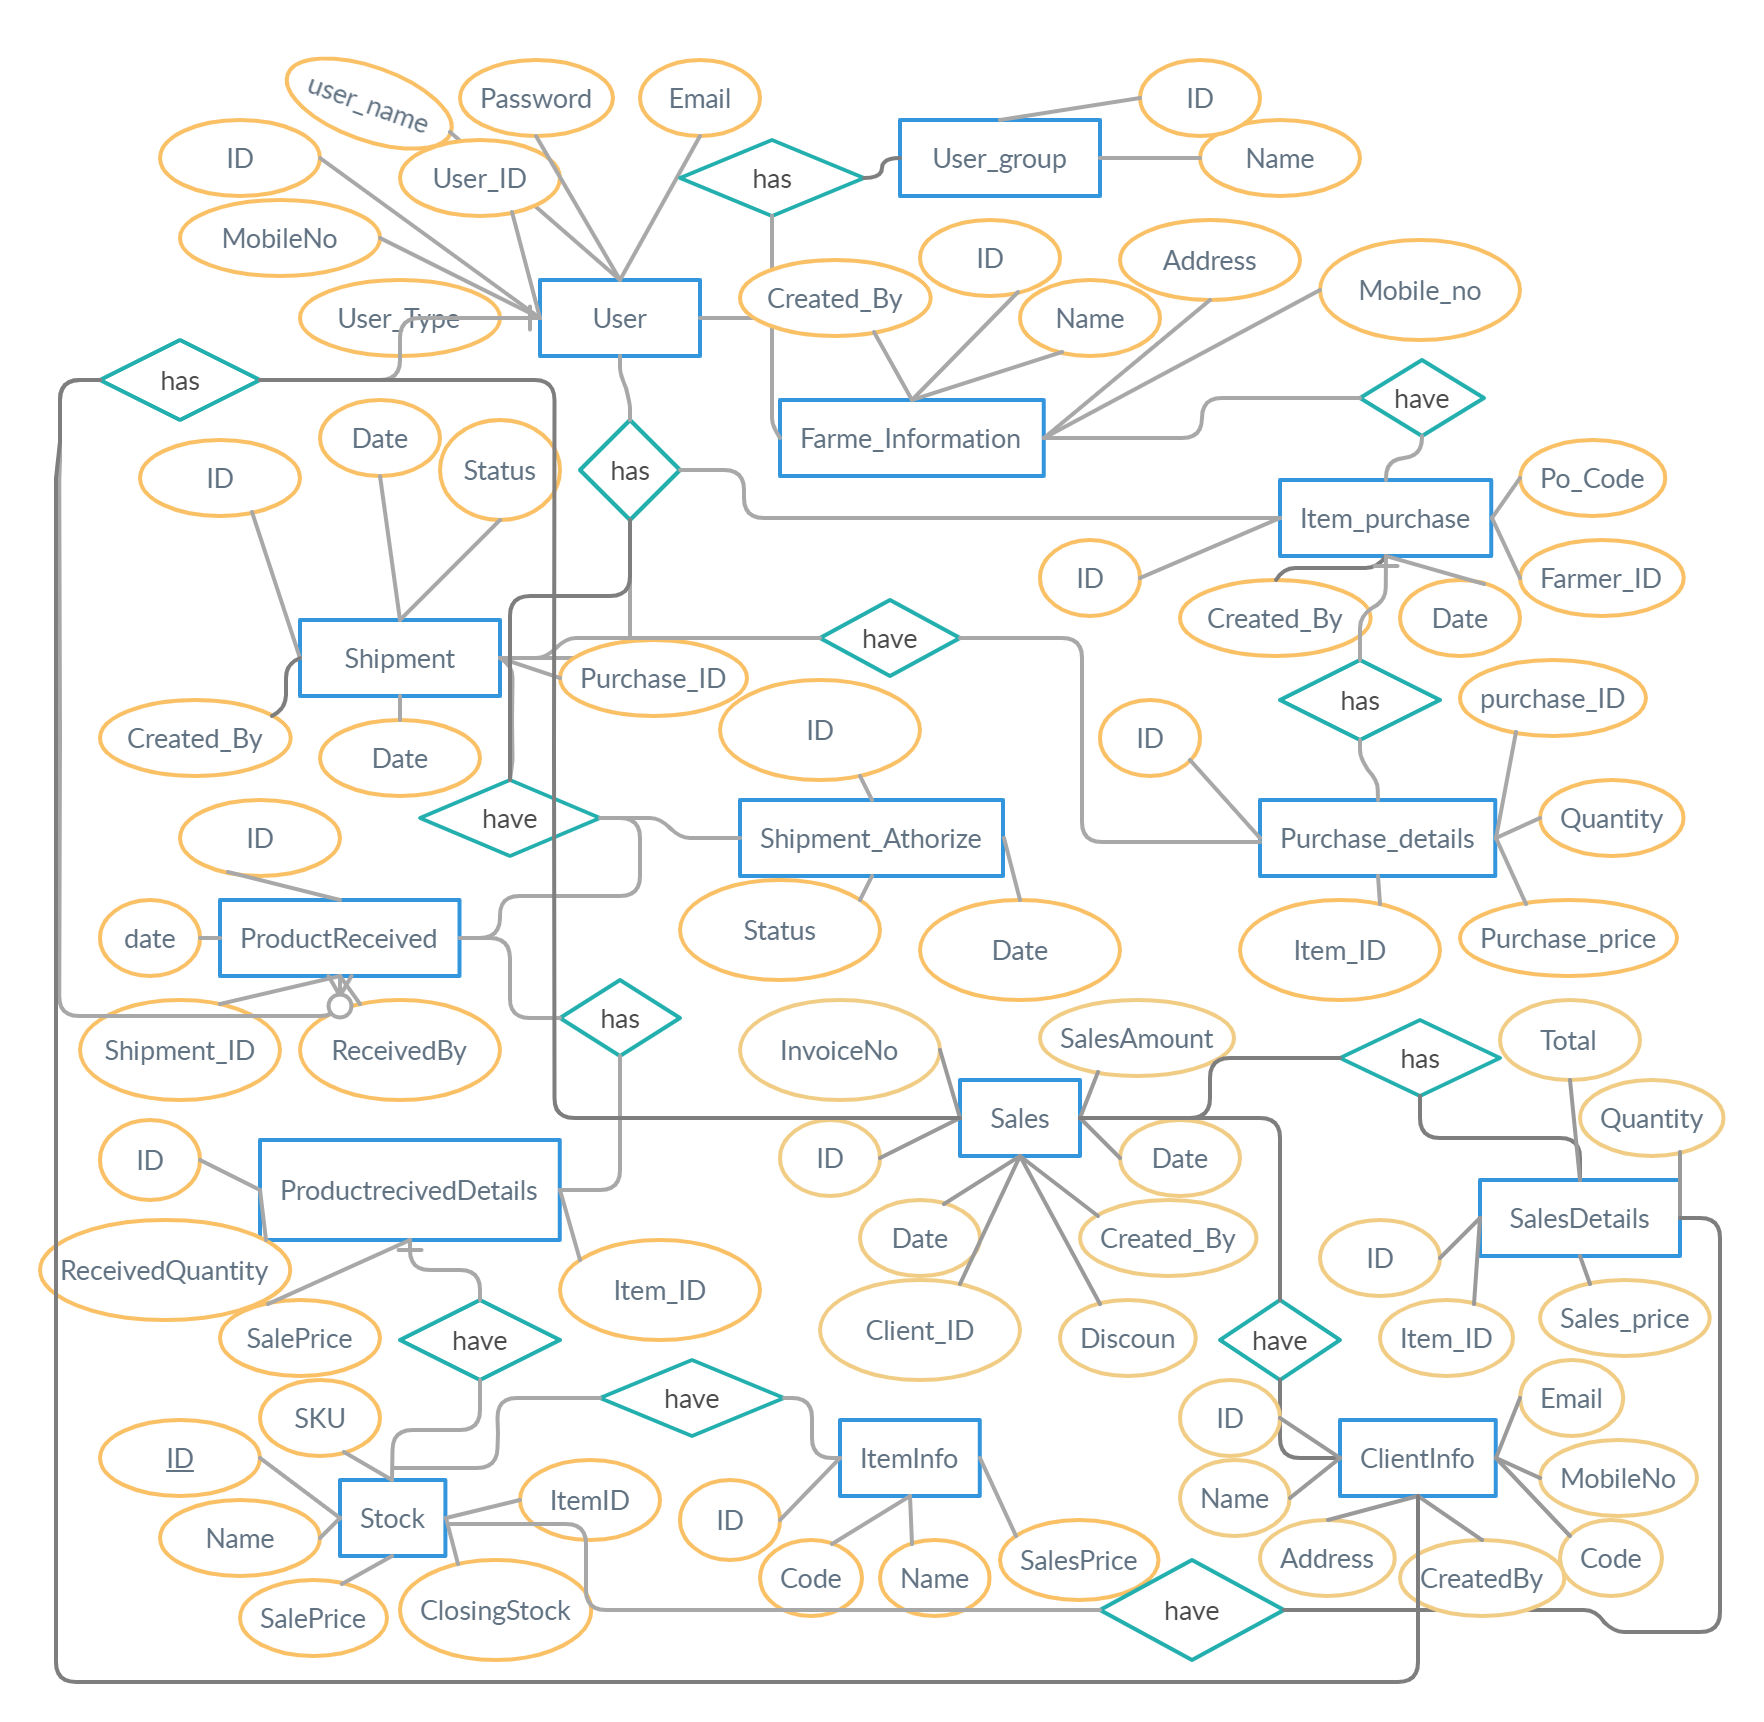 user_name
Password
Email
ID
ID
User_ID
has
User_group
Name
MobileNo
Created_By
ID
Address
Mobile_no
User_Type
User
Name
has
Date
Farme_Information
have
ID
Status
has
Po_Code
Item_purchase
ID
Farmer_ID
Created_By
Date
Shipment
have
Purchase_ID
has
purchase_ID
Created_By
Date
ID
ID
ID
have
Shipment_Athorize
Purchase_details
Quantity
date
ProductReceived
Status
Date
Item_ID
Purchase_price
has
Shipment_ID
ReceivedBy
InvoiceNo
SalesAmount
has
Total
ID
Sales
ID
Date
Quantity
ProductrecivedDetails
Date
Created_By
SalesDetails
ID
ReceivedQuantity
Item_ID
SalePrice
have
Client_ID
Discoun
have
Item_ID
Sales_price
SKU
have
ID
Email
ID
ItemInfo
ClientInfo
MobileNo
Name
Stock
ItemID
ID
Name
SalePrice
ClosingStock
Code
Name
SalesPrice
have
Address
CreatedBy
Code